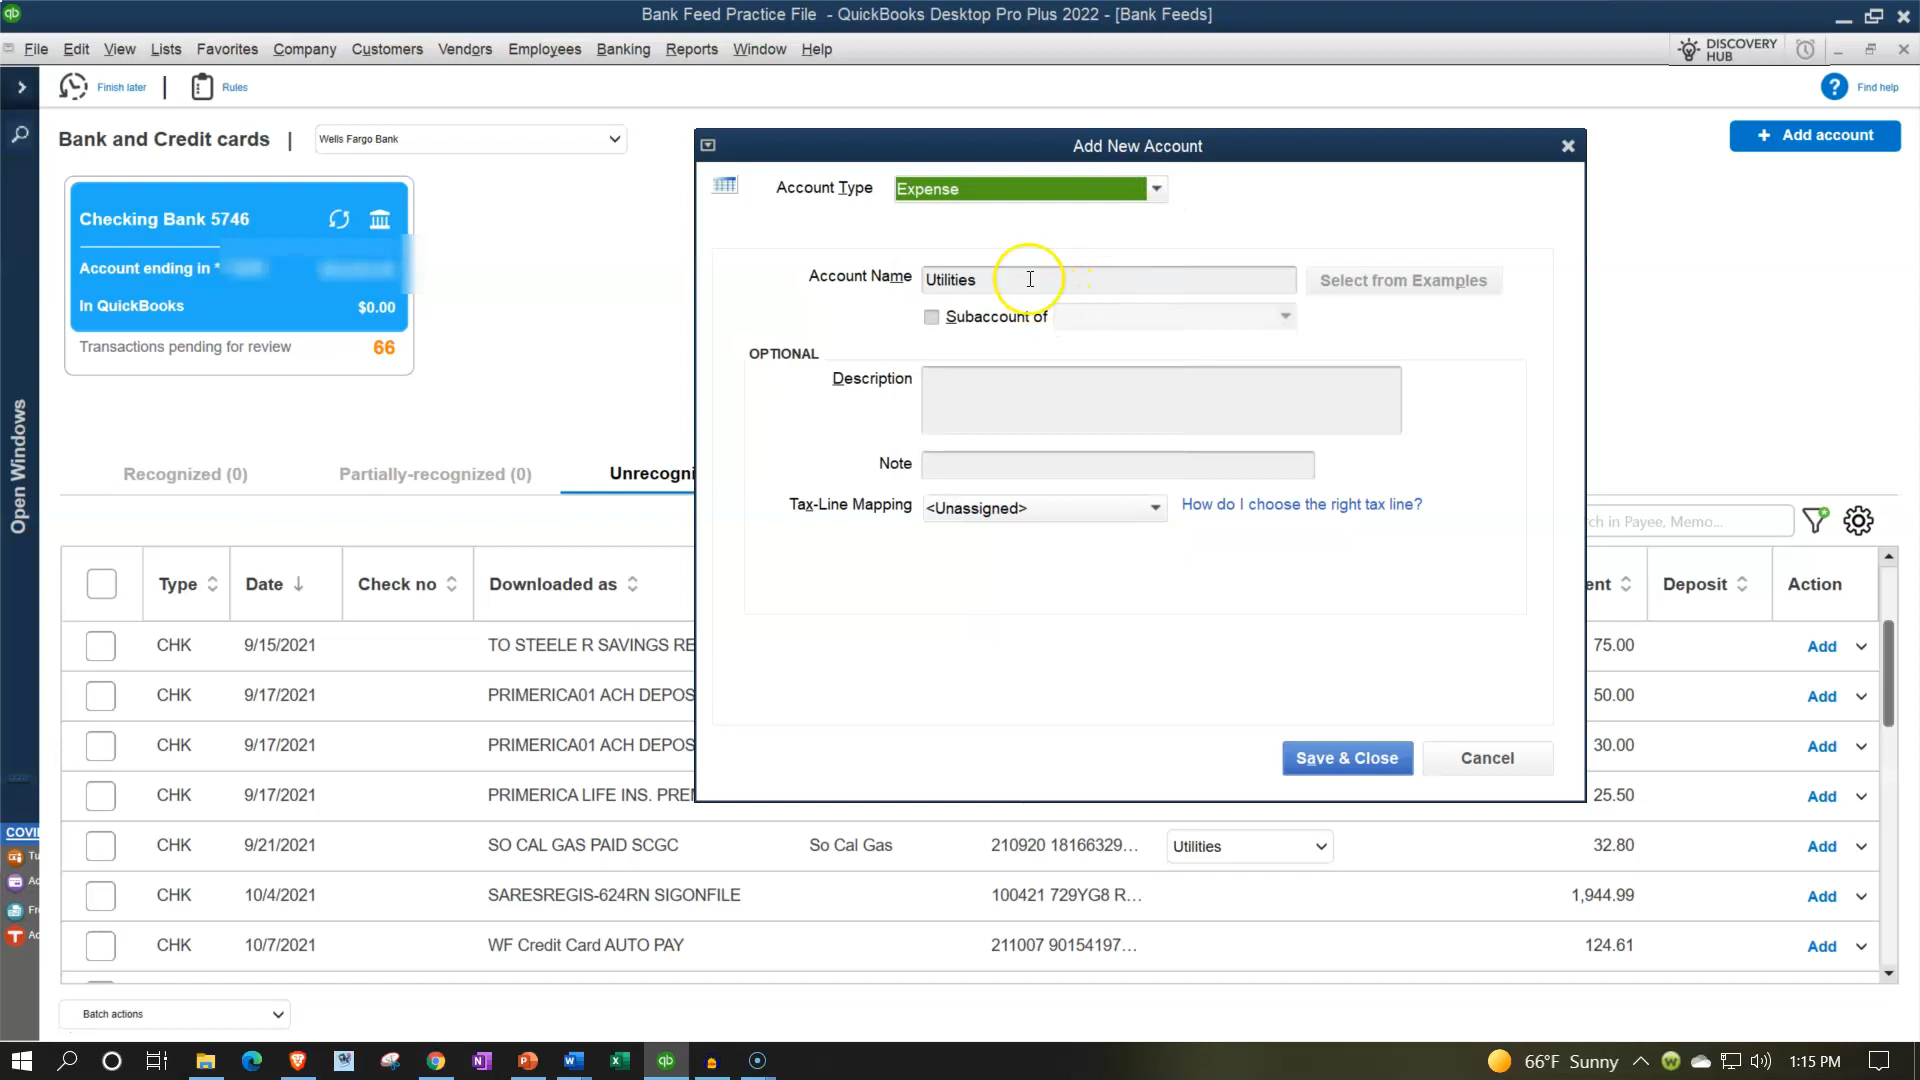 Bank Feed Practice File - QuickBooks Desktop Pro Plus 2022 - [Bank Feeds]
File Edit View Lists Favorites Company Customers Vendors Employees Banking Reports Window Help
DISCOVERY
HUB
Finish later | Rules
? Find help
Bank and Credit cards | Wells Fargo Bank
+ Add account
Checking Bank 5746
Account ending in *
In QuickBooks $0.00
Transactions pending for review 66
Open Windows
Add New Account
Account Type Expense
Account Name Utilities Select from Examples
Subaccount of
OPTIONAL
Description
Note
Tax-Line Mapping <Unassigned> How do I choose the right tax line?
Save & Close Cancel
Recognized (0) Partially-recognized (0) Unrecogni
ch in Payee, Memo...
Type Date Check no Downloaded as ent Deposit Action
CHK 9/15/2021 TO STEELE R SAVINGS RE 75.00 Add
CHK 9/17/2021 PRIMERICA01 ACH DEPOS 50.00 Add
CHK 9/17/2021 PRIMERICA01 ACH DEPOS 30.00 Add
CHK 9/17/2021 PRIMERICA LIFE INS. PREM 25.50 Add
CHK 9/21/2021 SO CAL GAS PAID SCGC So Cal Gas 210920 18166329... Utilities 32.80 Add
CHK 10/4/2021 SARESREGIS-624RN SIGONFILE 100421 729YG8 R... 1,944.99 Add
CHK 10/7/2021 WF Credit Card AUTO PAY 211007 90154197... 124.61 Add
COVI
Tu
Ac
Fr
Ac
Batch actions
66°F Sunny 1:15 PM